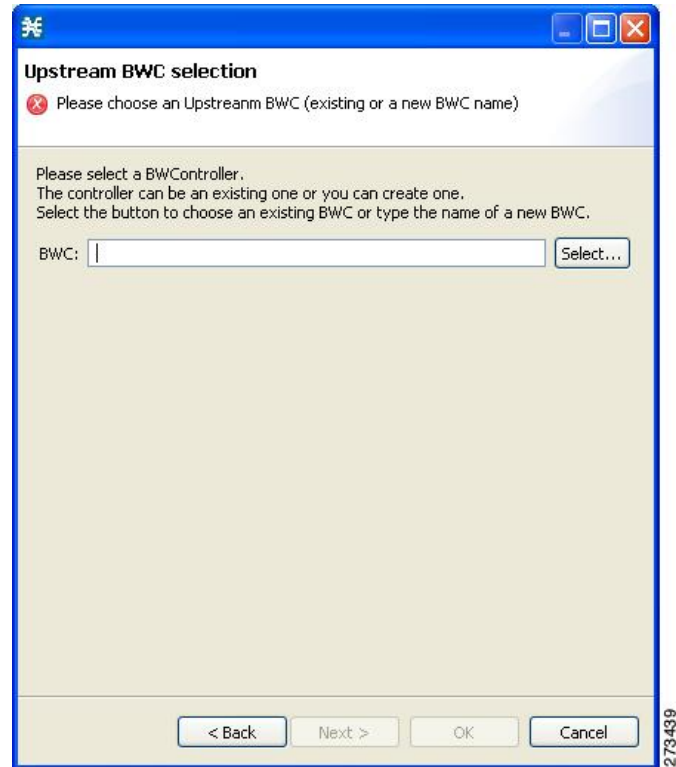 Upstream BWC selection
Please choose an Upstreanm BWC (existing or a new BWC name)
Please select a BWController.
The controller can be an existing one or you can create one.
Select the button to choose an existing BWC or type the name of a new BWC.
BWC:
Select...
< Back
Next >
OK
Cancel
273439